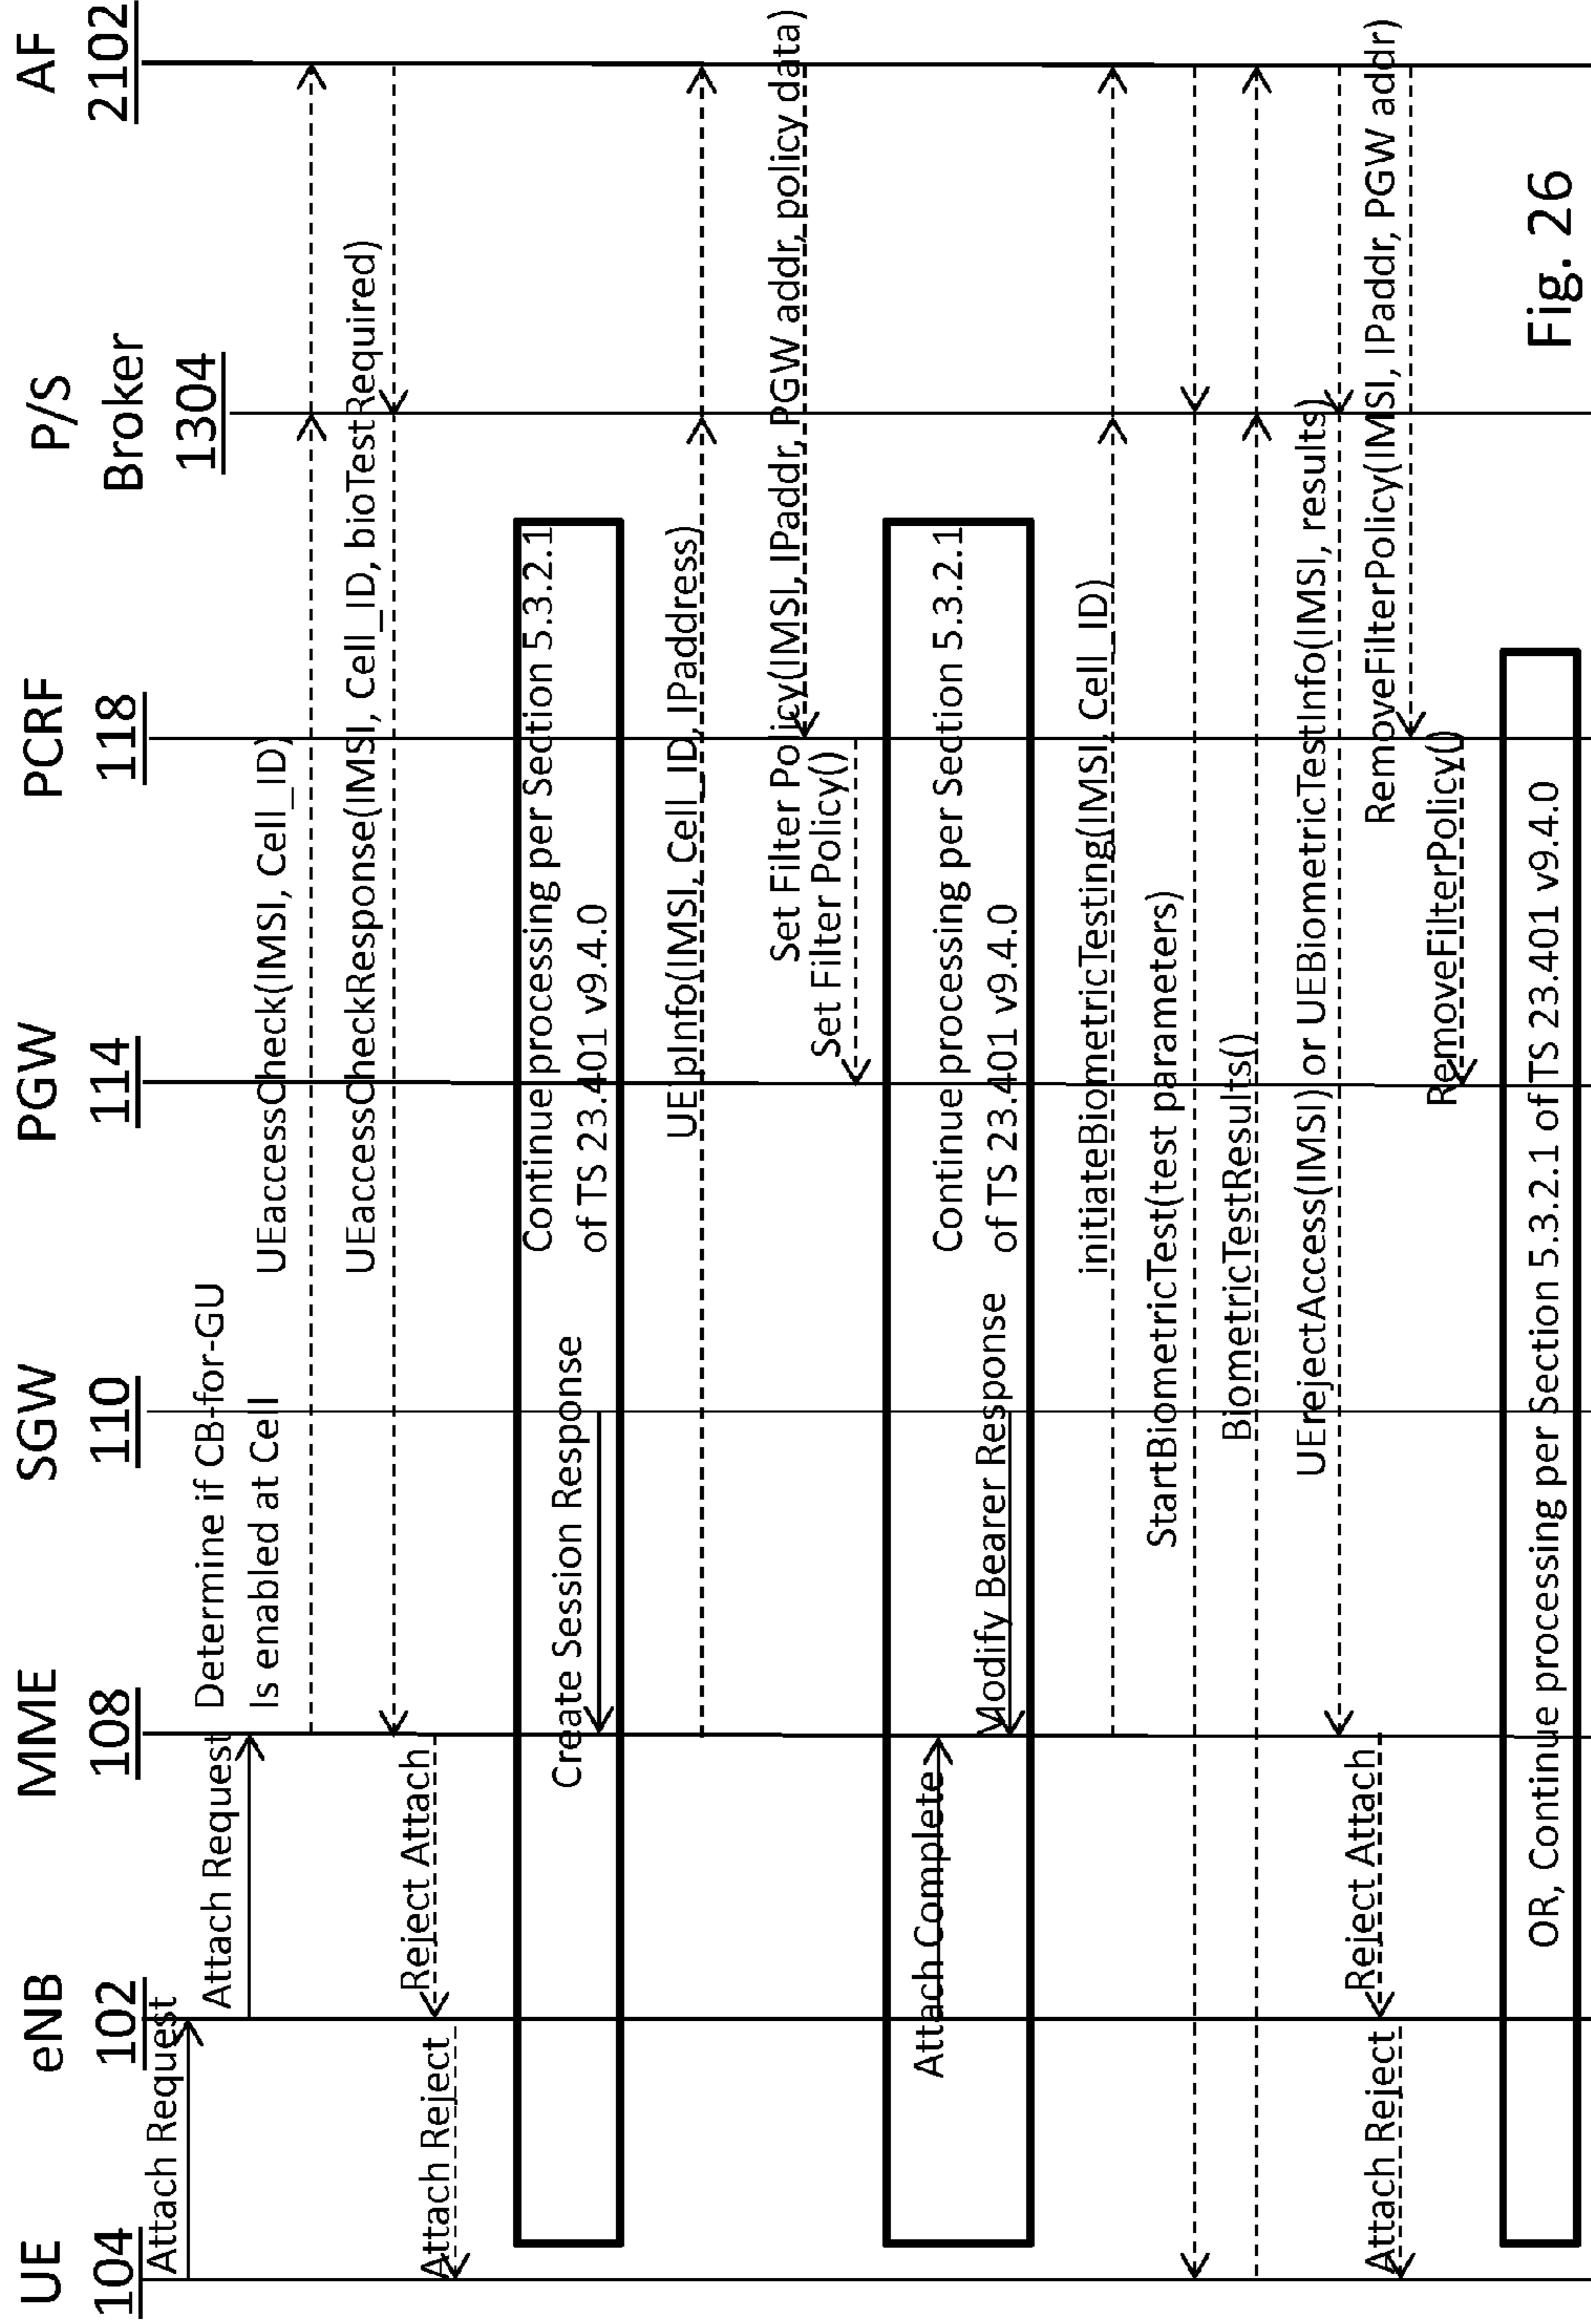 UE
104
eNB
102
MME
108
SGW
110
PGW
114
PCRF
118
P/S
Broker
1304
AF
2102
Attach Request
Attach Request
Determine if CB-for-GU
Is enabled at Cell
UEaccessCheck(IMSI, Cell_ID)
UEaccessCheckResponse(IMSI, Cell_ID, bioTestRequired)
Reject Attach
Attach Reject
Continue processing per Section 5.3.2.1
of TS 23.401 v9.4.0
Create Session Response
UE pInfo(IMSI, Cell_ID, IPaddress)
Set Filter Policy(IMSI, IPaddr, PGW addr, policy data)
Set Filter Policy()
Continue processing per Section 5.3.2.1
of TS 23.401 v9.4.0
Attach Complete
Modify Bearer Response
initiateBiometricTesting(IMSI, Cell_ID)
StartBiometricTest(test parameters)
BiometricTestResults()
UErejectAccess(IMSI) or UEBiometricTestInfo(IMSI, results)
Reject Attach
Attach Reject
RemoveFilterPolicy(IMSI, IPaddr, PGW addr)
RemoveFilterPolicy()
OR, Continue processing per Section 5.3.2.1 of TS 23.401 v9.4.0
Fig. 26